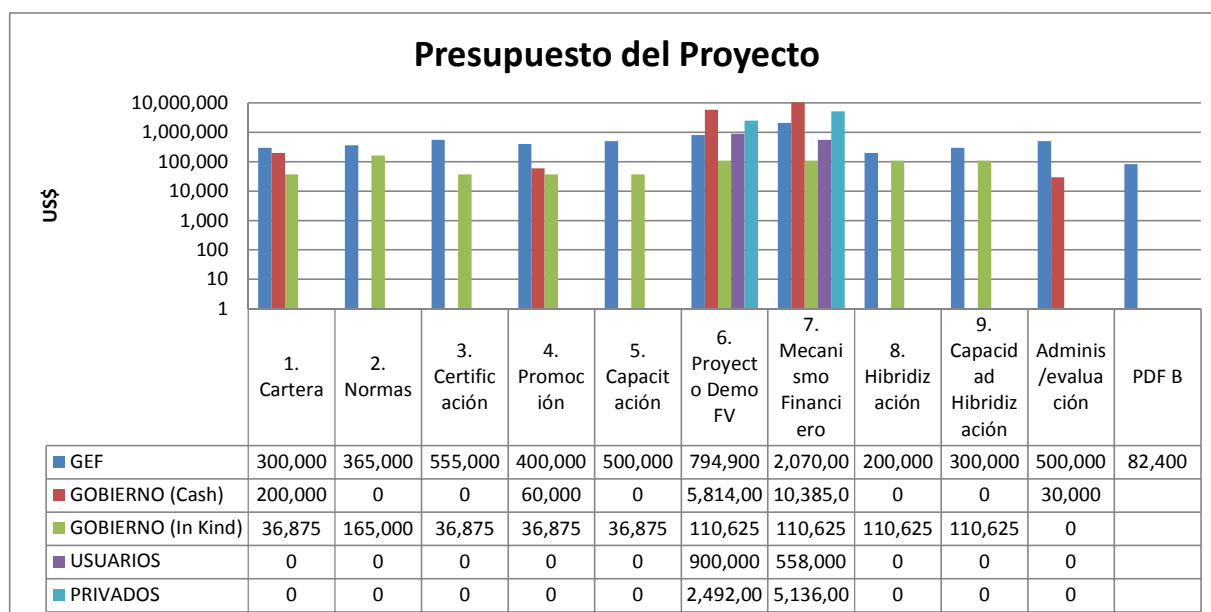 Presupuesto del Proyecto
US$
10,000,000
1,000,000
100,000
10,000
1,000
100
10
1
1.
Cartera
2.
Normas
3.
Certific
ación
4.
Promoc
ión
5.
Capacit
ación
6.
Proyect
o Demo
FV
7.
Mecani
smo
Financi
ero
8.
Hibridiz
ación
9.
Capacid
ad
Hibridiz
ación
Adminis
/evalua
ción
PDF B
GEF 300,000 365,000 555,000 400,000 500,000 794,900 2,070,00 200,000 300,000 500,000 82,400
GOBIERNO (Cash) 200,000 0 0 60,000 0 5,814,00 10,385,0 0 0 30,000
GOBIERNO (In Kind) 36,875 165,000 36,875 36,875 36,875 110,625 110,625 110,625 110,625 0
USUARIOS 0 0 0 0 0 900,000 558,000 0 0 0
PRIVADOS 0 0 0 0 0 2,492,00 5,136,00 0 0 0